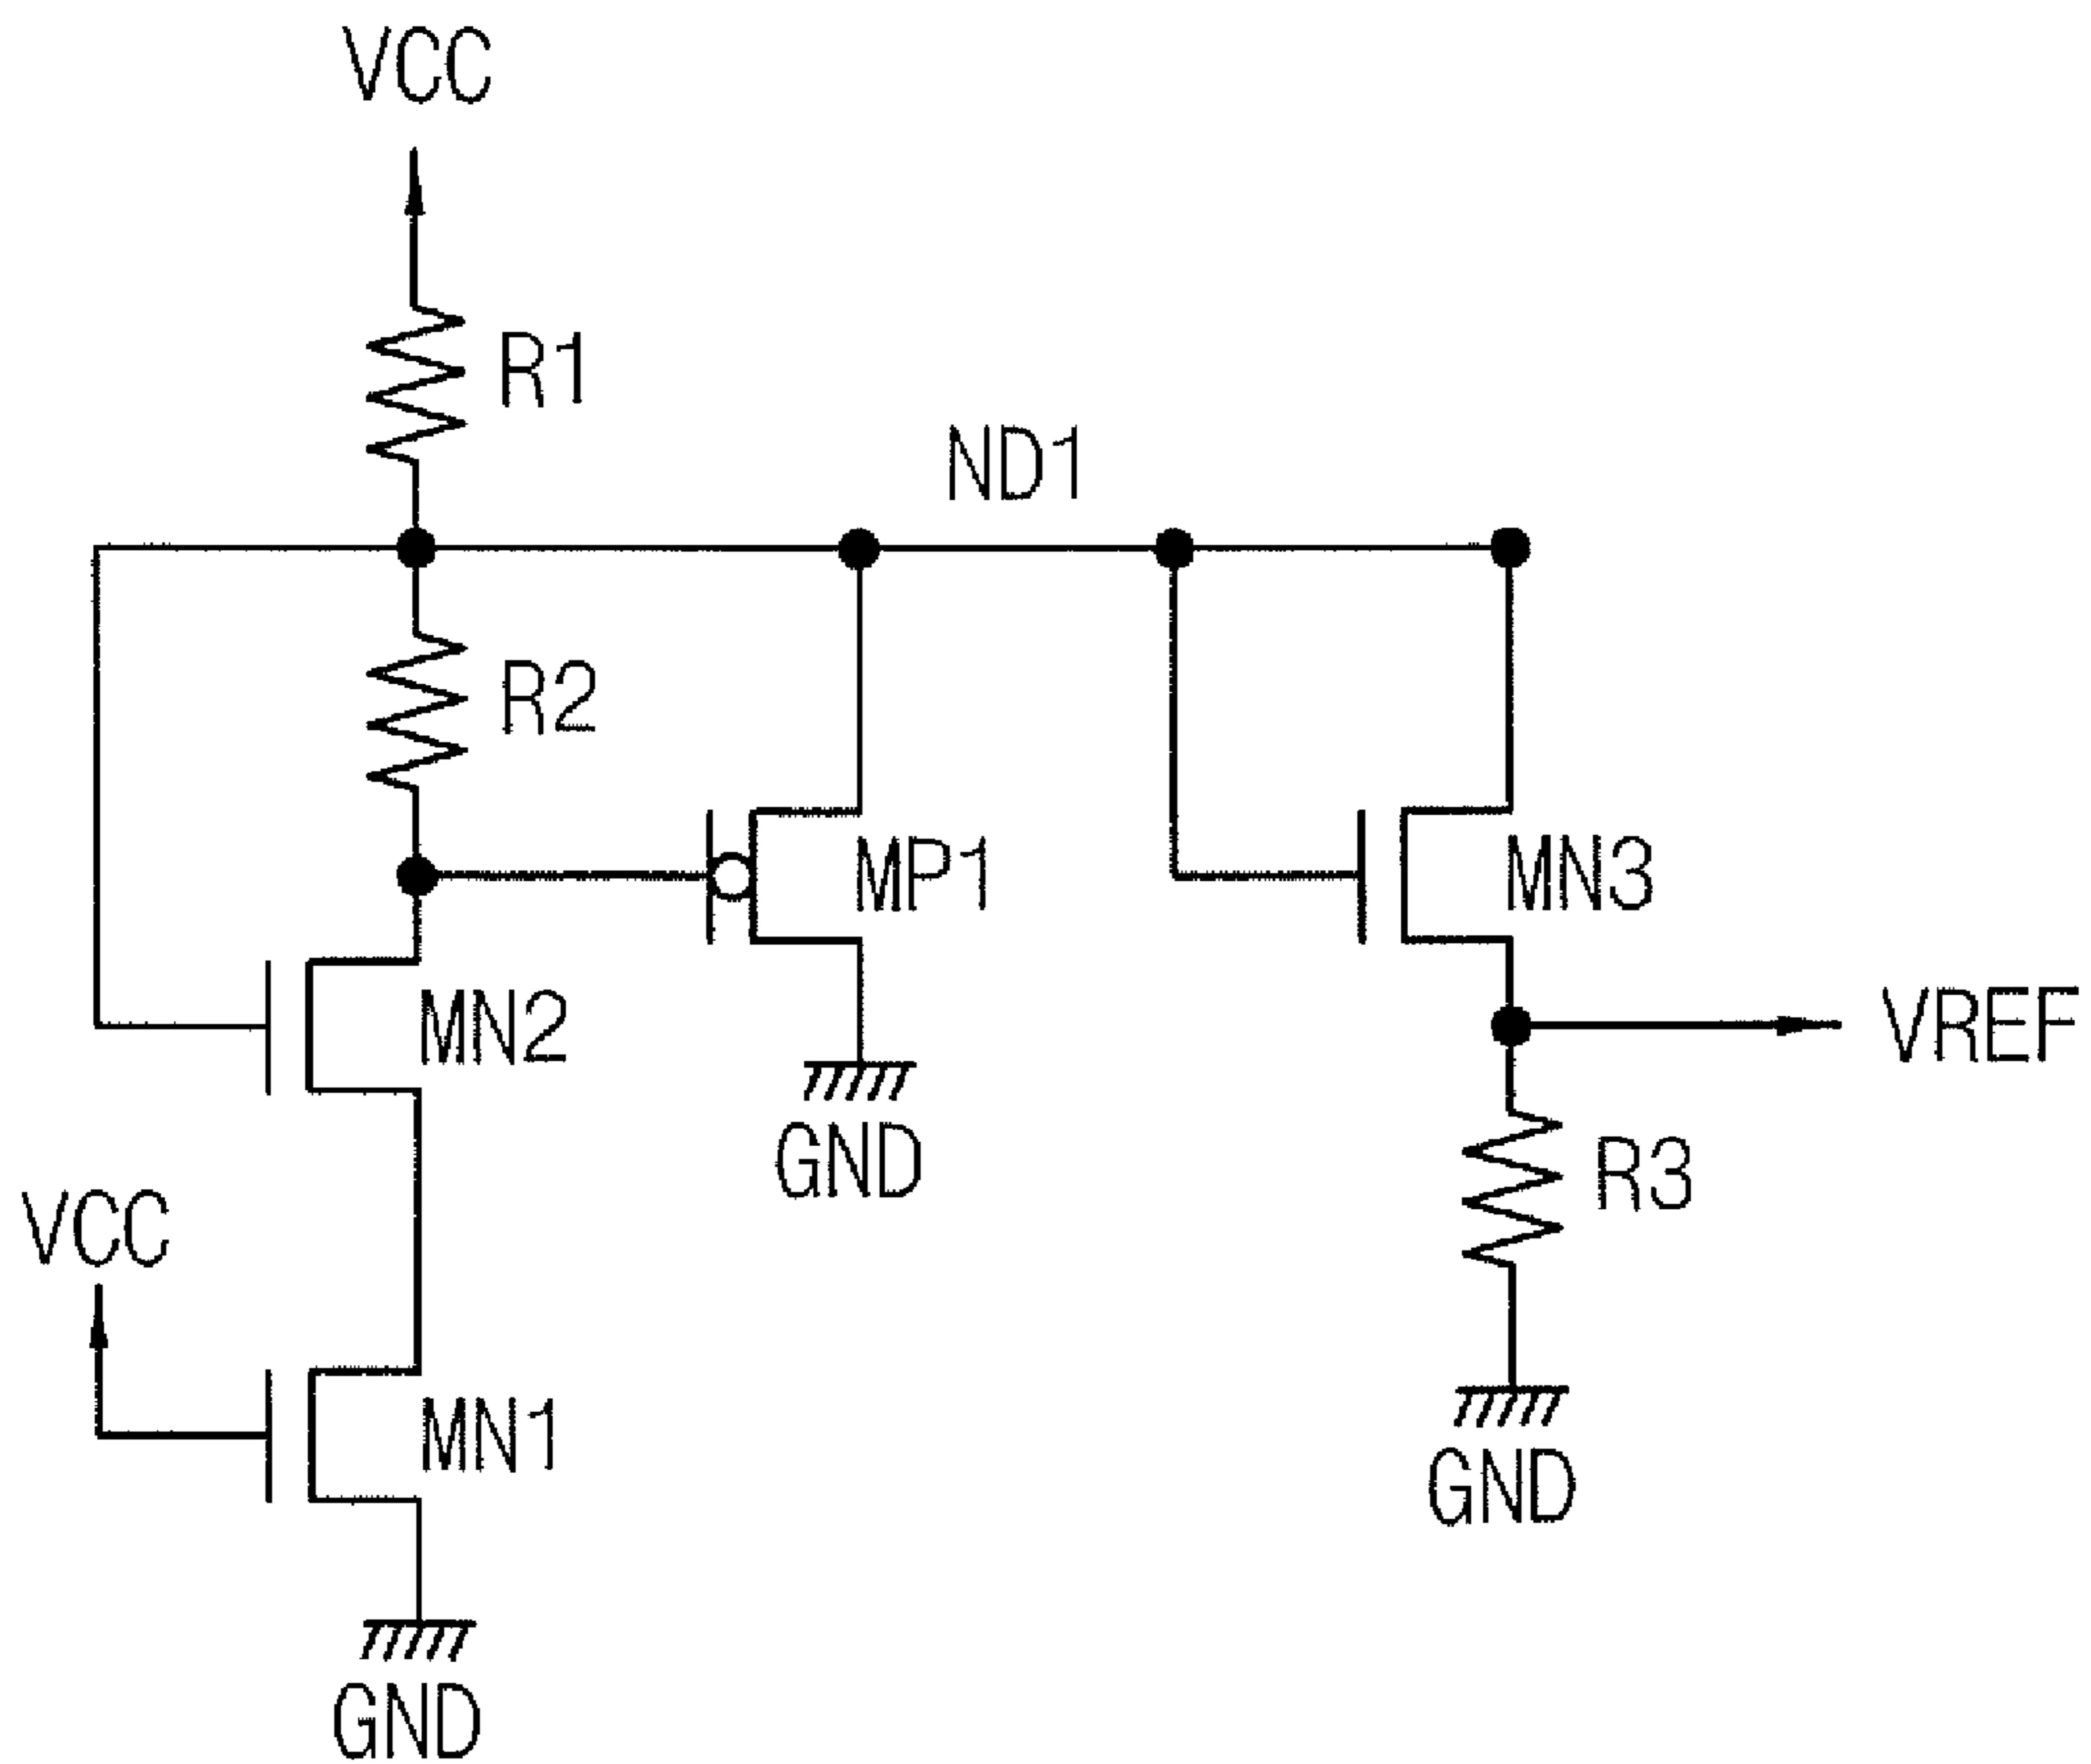 VCC
R1
ND1
R2
MP1
MN3
MN2
VREF
GND
R3
VCC
MN1
GND
GND